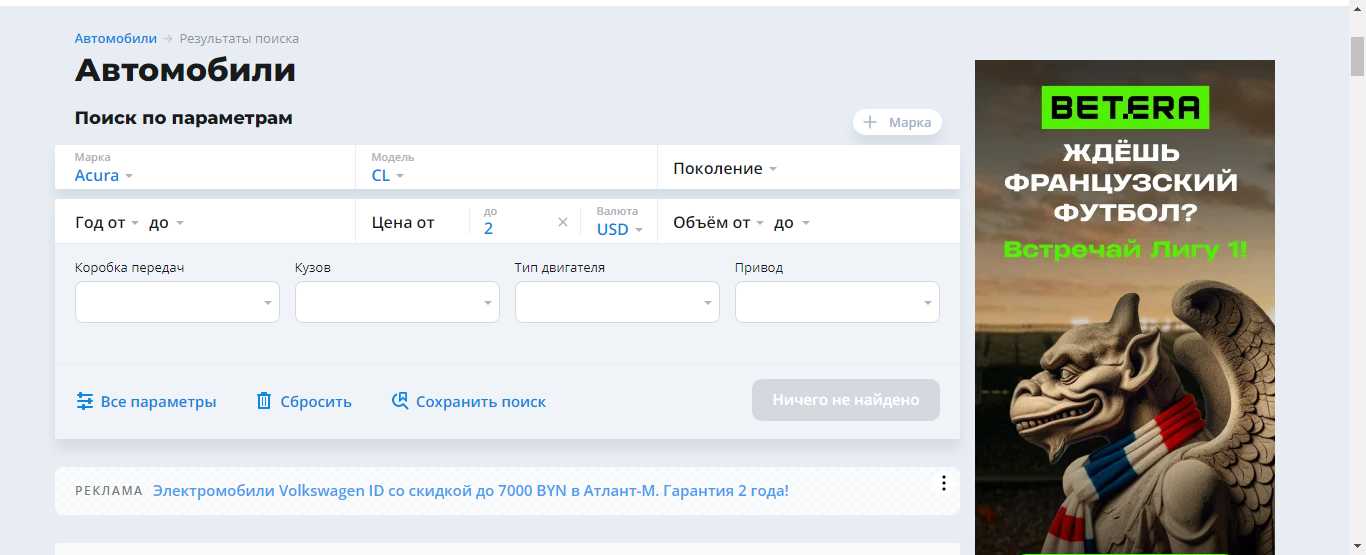 Автомобили → Результаты поиска
Автомобили
Поиск по параметрам
+ Марка
Марка
Acura
Модель
CL
Поколение
Год от
до
Цена от
до
2
Валюта
USD
Объём от
до
Коробка передач
Кузов
Тип двигателя
Привод
Все параметры
Сбросить
Сохранить поиск
Ничего не найдено
РЕКЛАМА Электромобили Volkswagen ID со скидкой до 7000 BYN в Атлант-М. Гарантия 2 года!
BETERA
ЖДЁШЬ
ФРАНЦУЗСКИЙ
ФУТБОЛ?
Встречай Лигу 1!